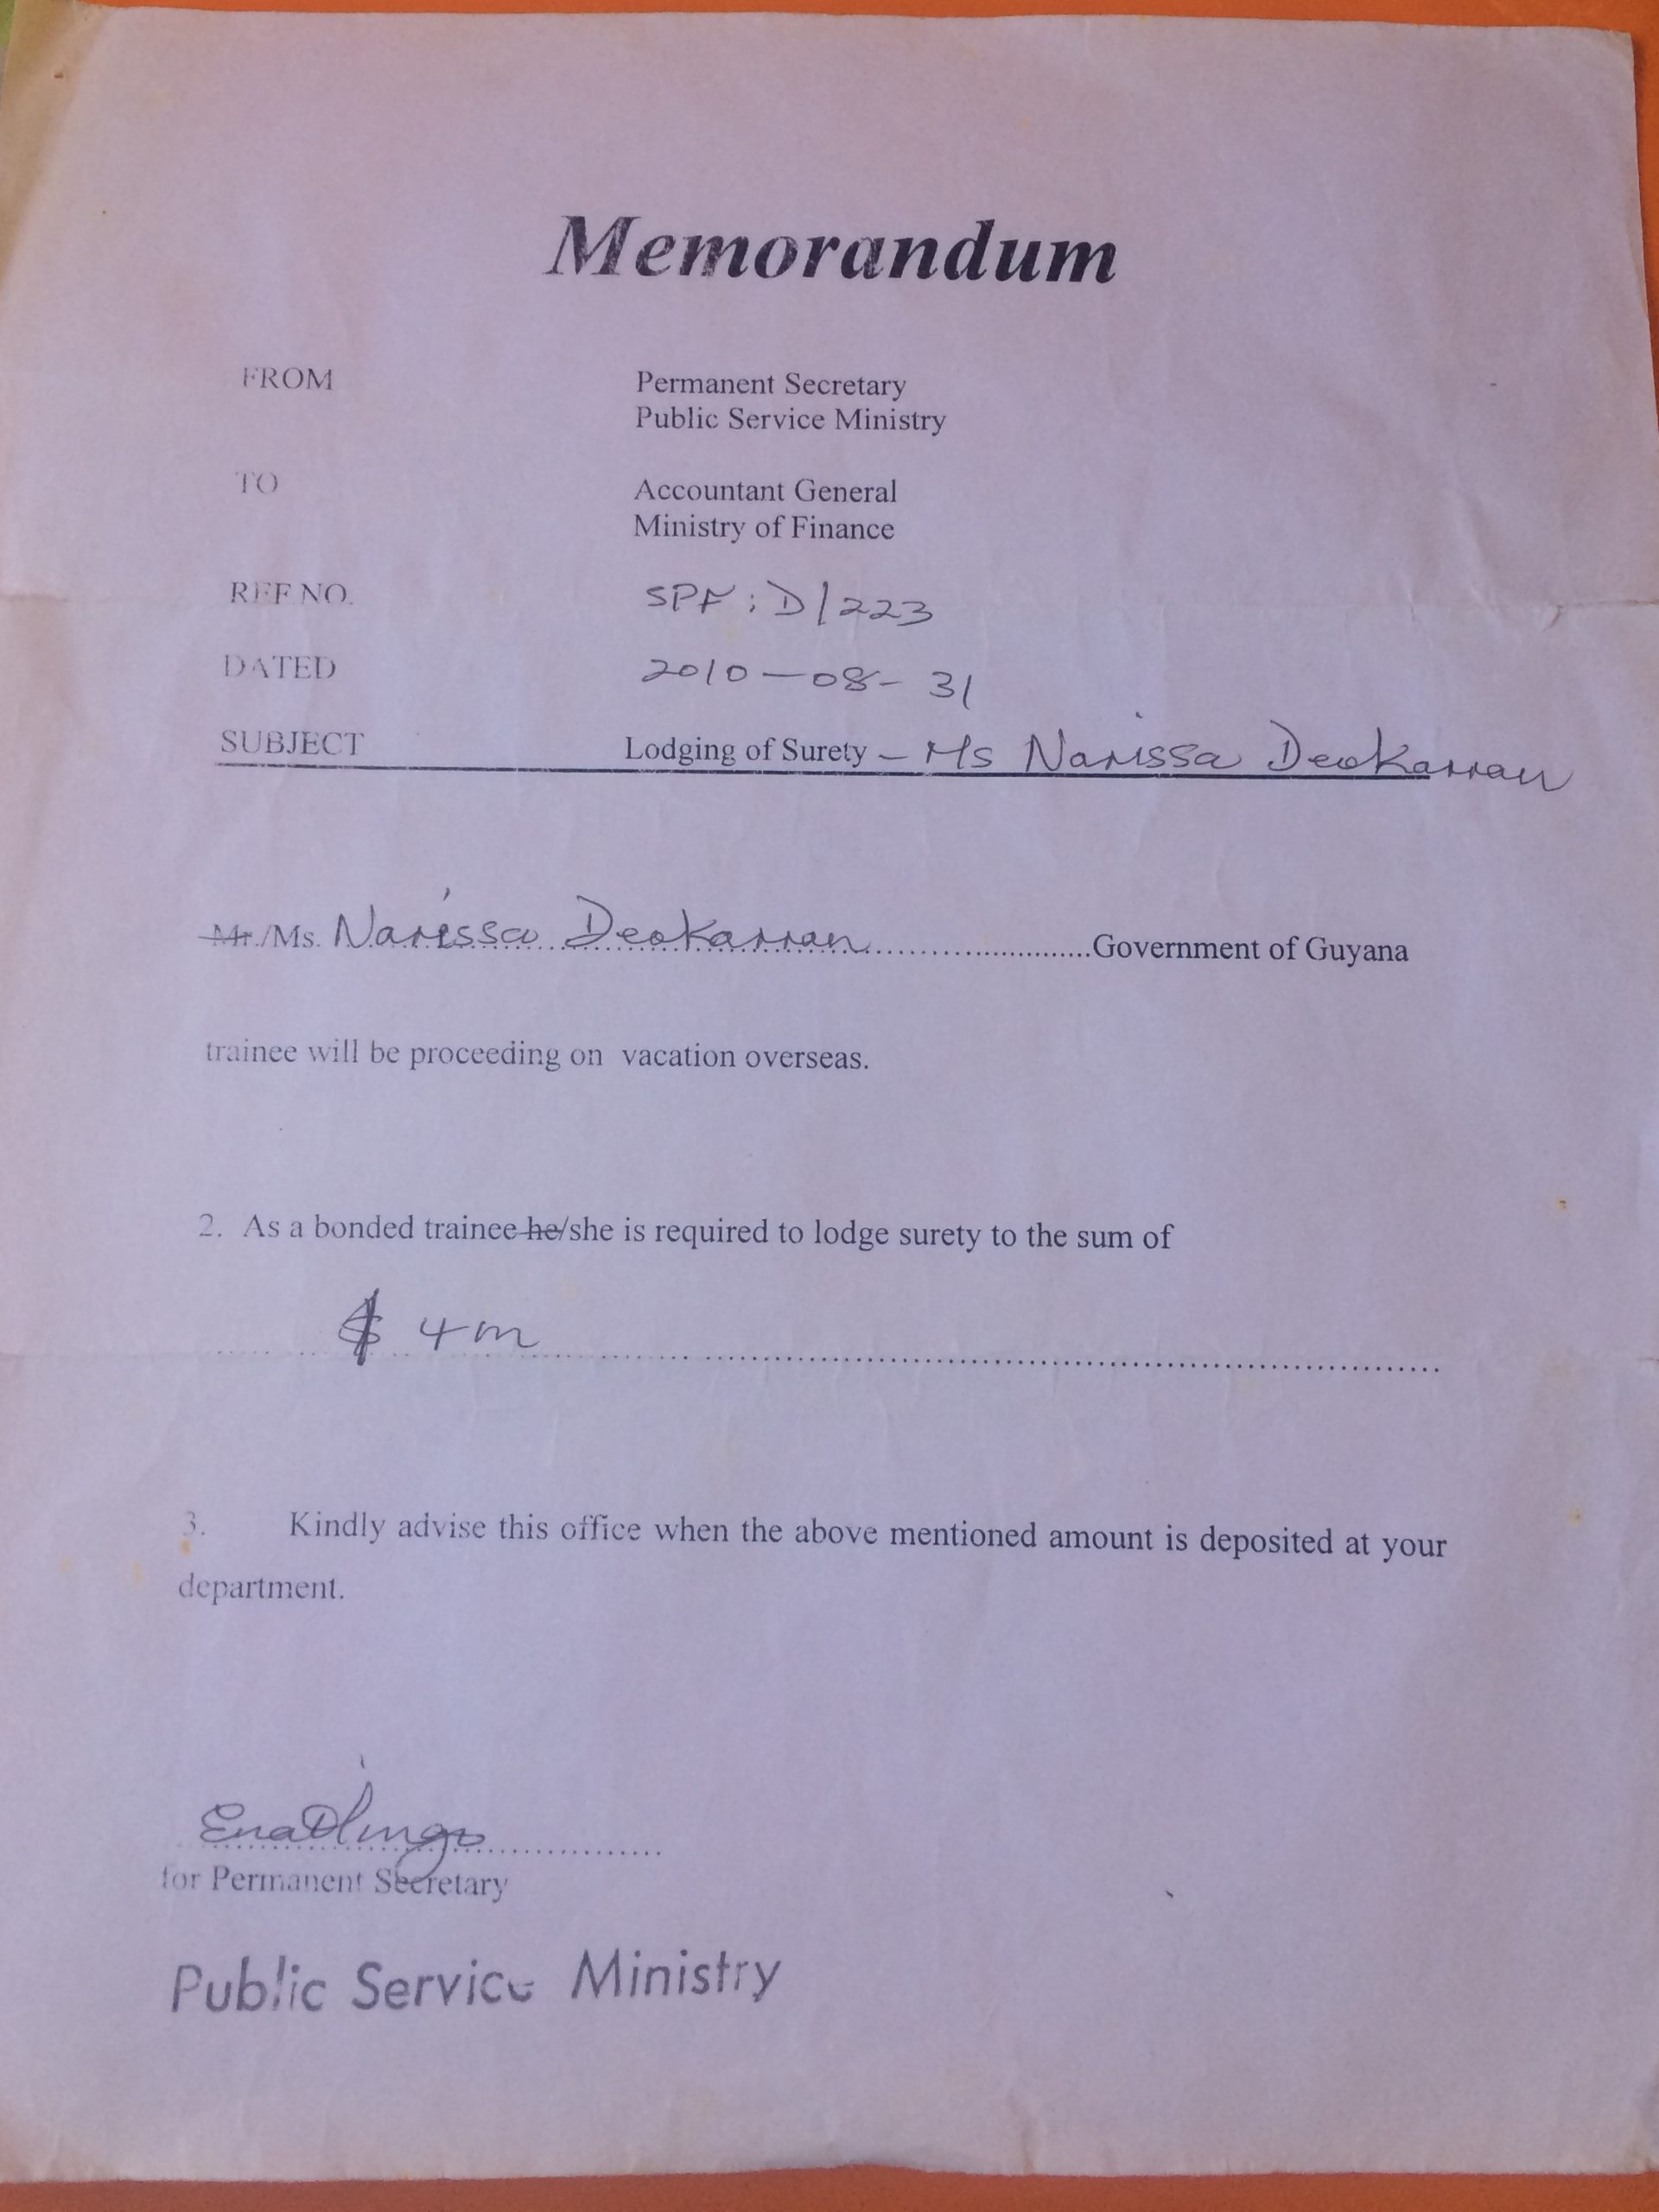 Memorandum
FROM Permanent Secretary
Public Service Ministry
TO Accountant General
Ministry of Finance
REF NO. SPF : D/223
DATED 2010-08-31
SUBJECT Lodging of Surety – Ms Narissa Deokarran
Mr./Ms. Narissa Deokarran..............................Government of Guyana
trainee will be proceeding on vacation overseas.
2. As a bonded trainee he/she is required to lodge surety to the sum of
$ 4m
3. Kindly advise this office when the above mentioned amount is deposited at your
department.
for Permanent Secretary
Public Service Ministry